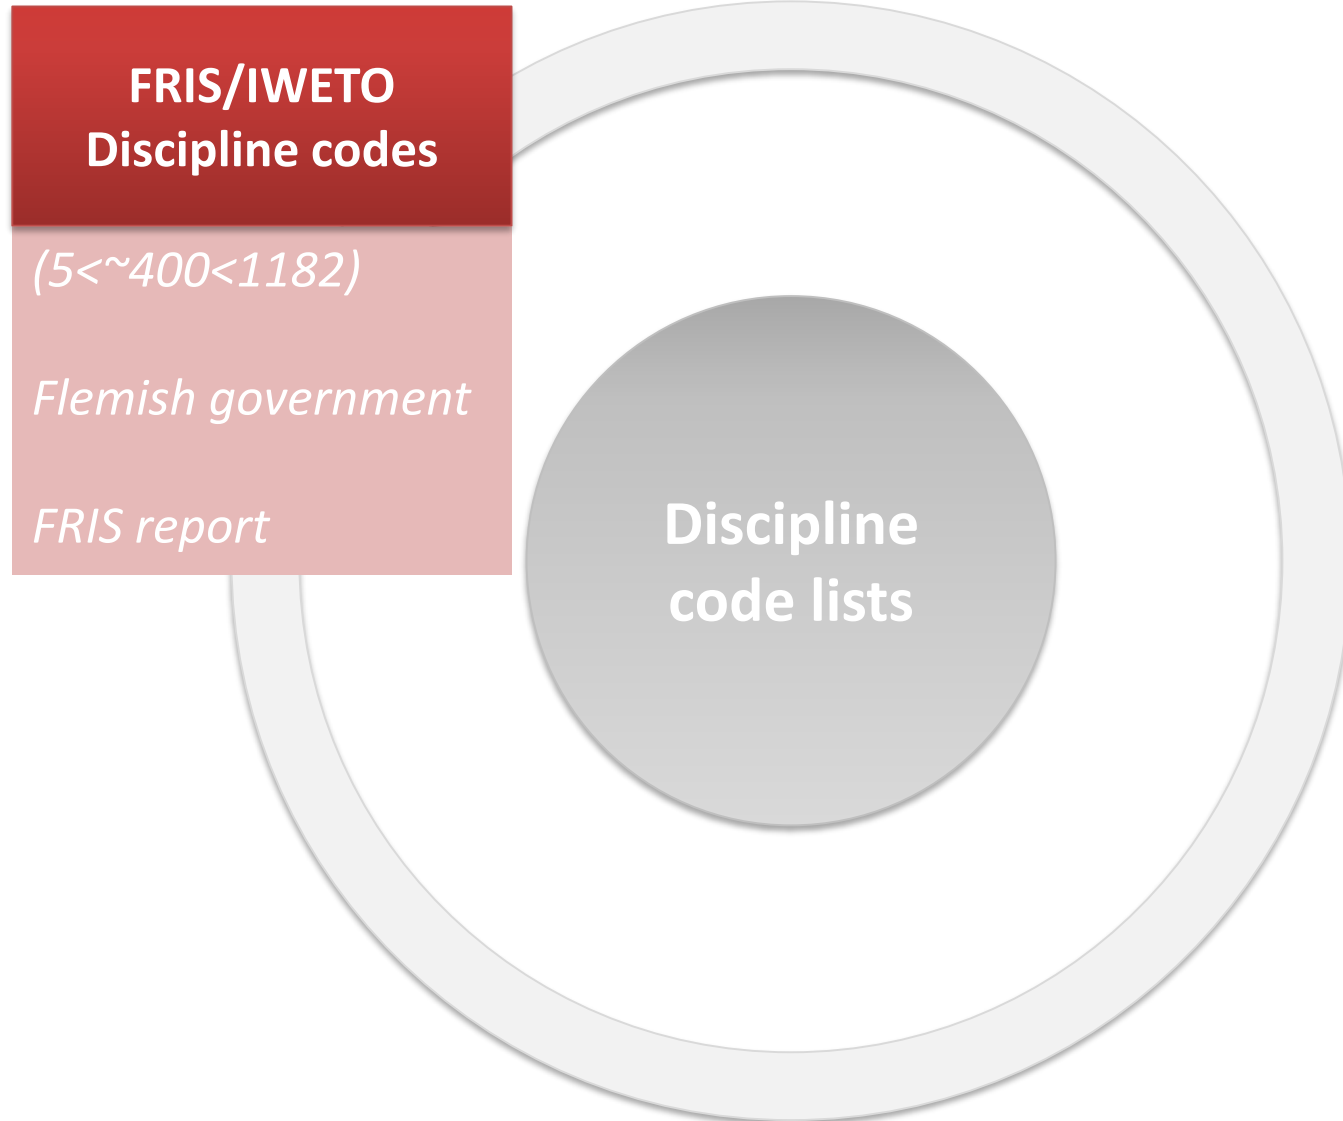 FRIS/IWETO
Discipline codes
(5<~400<1182)
Flemish government
FRIS report
Discipline
code lists